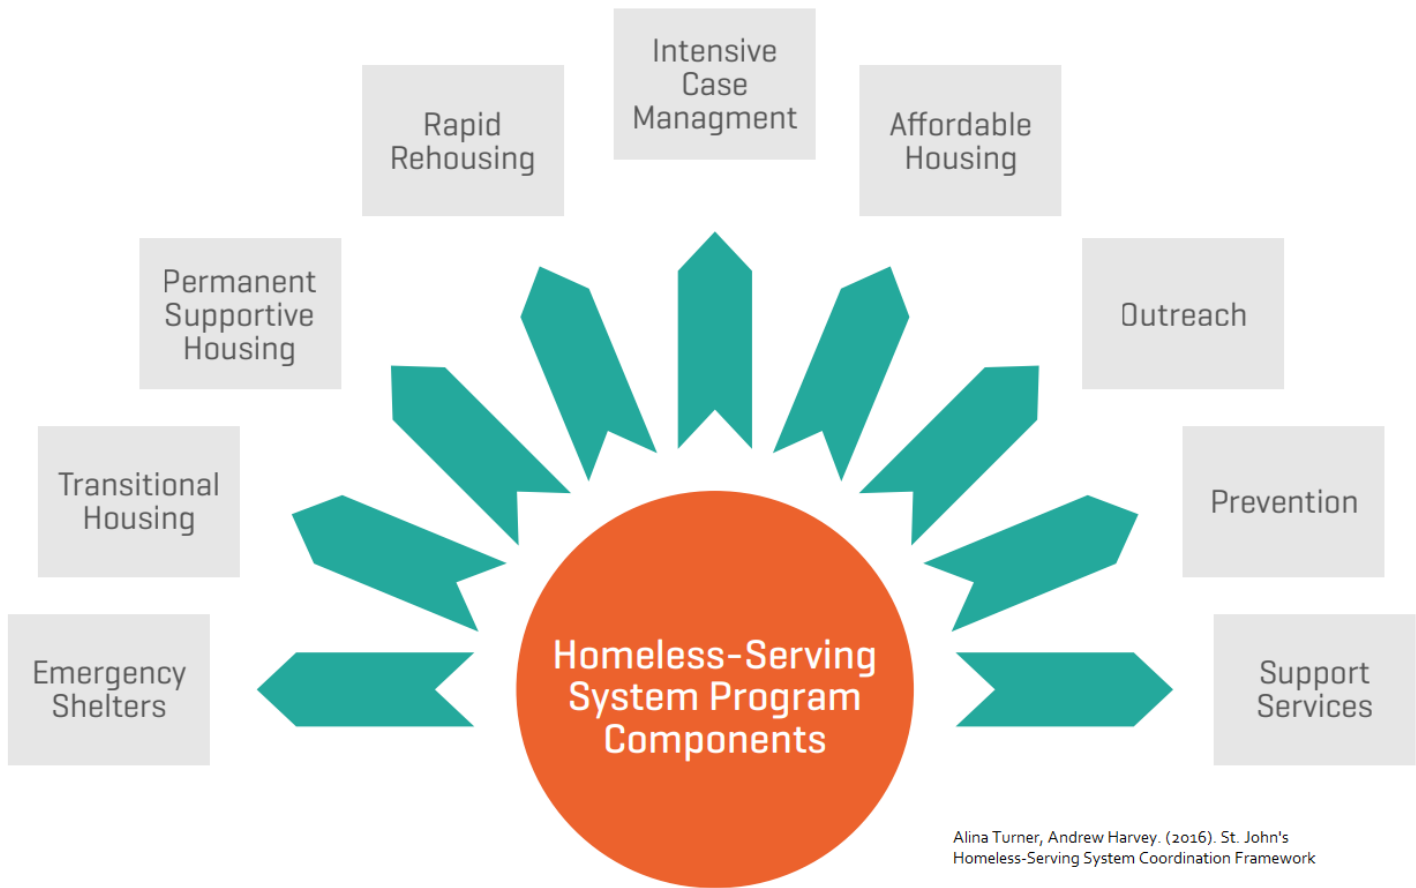 Intensive
Case
Managment
Rapid
Rehousing
Affordable
Housing
Permanent
Supportive
Housing
Outreach
Transitional
Housing
Prevention
Emergency
Shelters
Homeless-Serving
System Program
Components
Support
Services
Alina Turner, Andrew Harvey. (2016). St. John's
Homeless-Serving System Coordination Framework